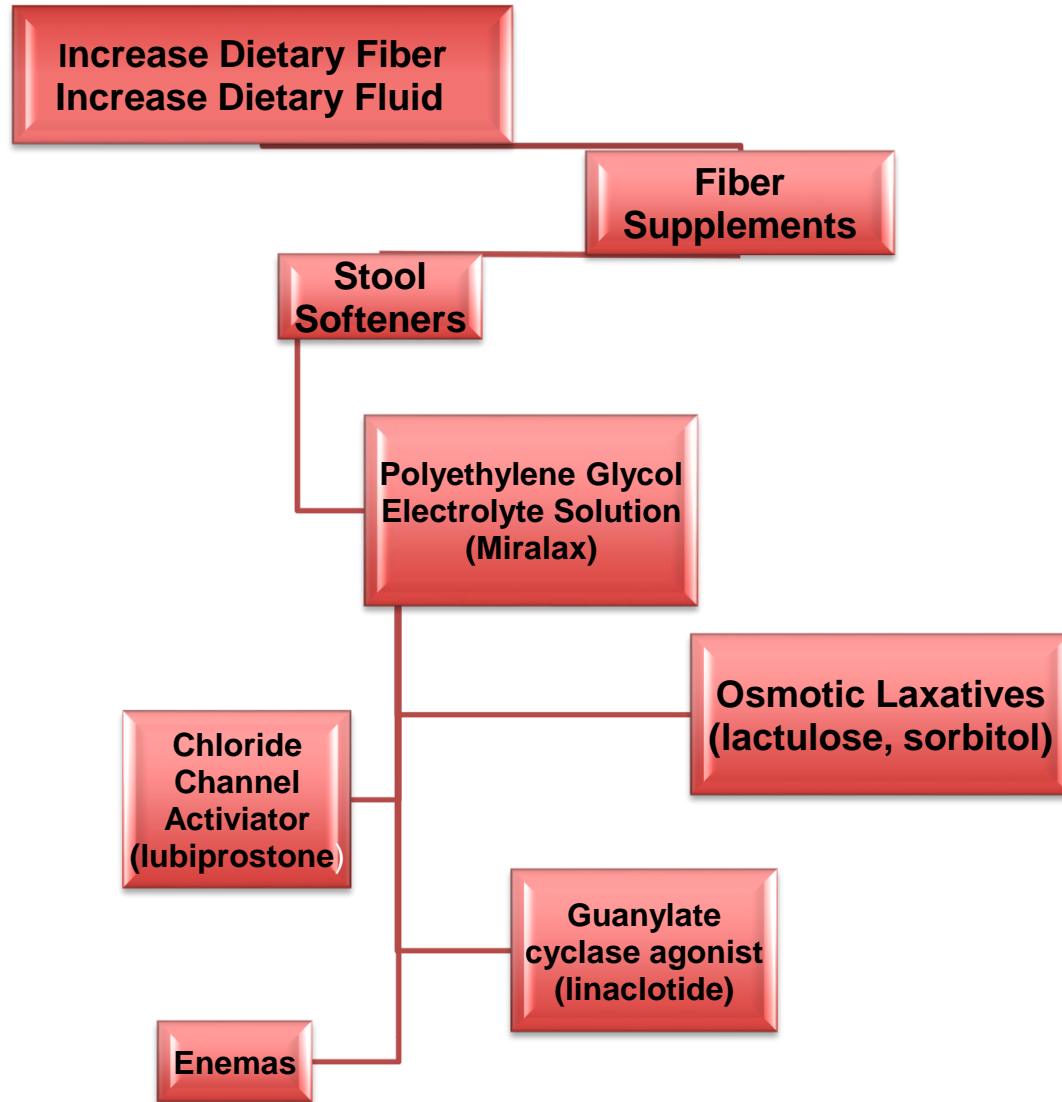 Increase Dietary Fiber
Increase Dietary Fluid
Fiber
Supplements
Stool
Softeners
Polyethylene Glycol
Electrolyte Solution
(Miralax)
Osmotic Laxatives
(lactulose, sorbitol)
Chloride
Channel
Activiator
(lubiprostone)
Guanylate
cyclase agonist
(linaclotide)
Enemas